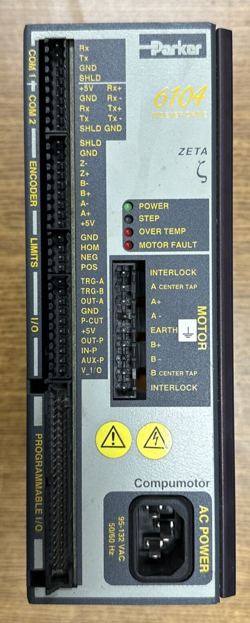 COM 1
COM 2
Rx
Tx
GND
SHLD
+5V Rx+
GND Rx -
Rx Tx+
Tx Tx -
SHLD GND
ENCODER
SHLD
GND
Z-
Z+
B-
B+
A-
A+
+5V
LIMITS
GND
HOM
NEG
POS
I/O
TRG-A
TRG-B
OUT-A
GND
P-CUT
+5V
OUT-P
IN-P
AUX-P
V_I/O
PROGRAMMABLE I/O
Parker
6104
ZETA
ζ
POWER
STEP
OVER TEMP
MOTOR FAULT
MOTOR
INTERLOCK
A CENTER TAP
A+
A -
EARTH
B+
B -
B CENTER TAP
INTERLOCK
Compumotor
AC POWER
95-132 VAC
50/60 Hz